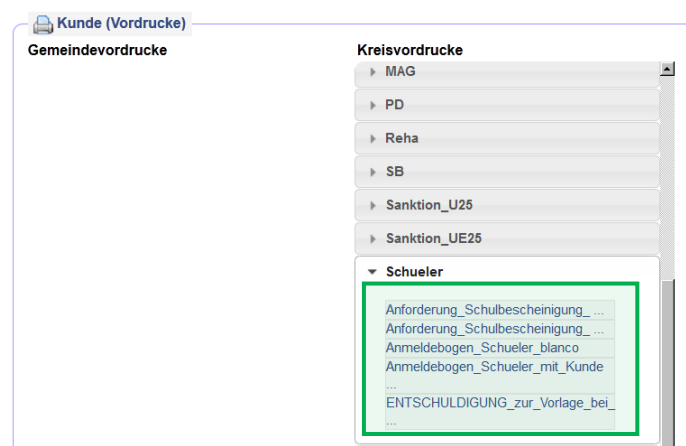 Kunde (Vordrucke)
Gemeindevordrucke
Kreisvordrucke
MAG
PD
Reha
SB
Sanktion_U25
Sanktion_UE25
Schueler
Anforderung_Schulbescheinigung_ ...
Anforderung_Schulbescheinigung_ ...
Anmeldebogen_Schueler_blanco
Anmeldebogen_Schueler_mit_Kunde
...
ENTSCHULDIGUNG_zur_Vorlage_bei_
...